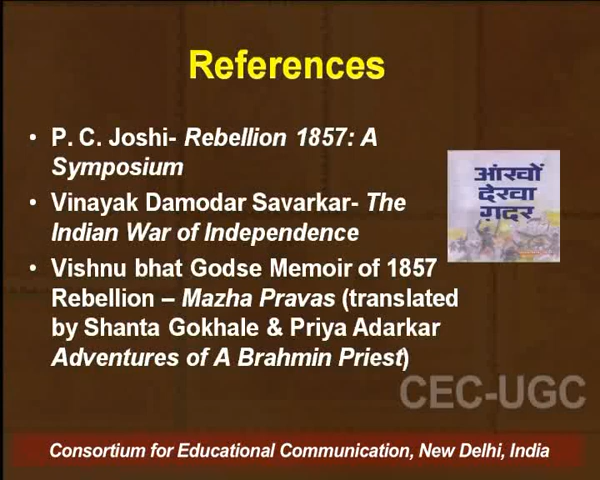 References
• P. C. Joshi- Rebellion 1857: A
Symposium
• Vinayak Damodar Savarkar- The
Indian War of Independence
• Vishnu bhat Godse Memoir of 1857
Rebellion – Mazha Pravas (translated
by Shanta Gokhale & Priya Adarkar
Adventures of A Brahmin Priest)
आंखों
देखा
ग़दर
CEC-UGC
Consortium for Educational Communication, New Delhi, India